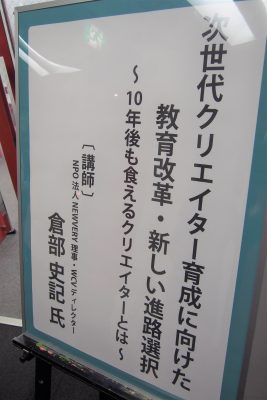 次世代クリエイター育成に向けた
教育改革・新しい進路選択
～10年後も食えるクリエイターとは～
〔講師〕
NPO法人 NEWVERY 理事・WCVディレクター
倉部 史記 氏